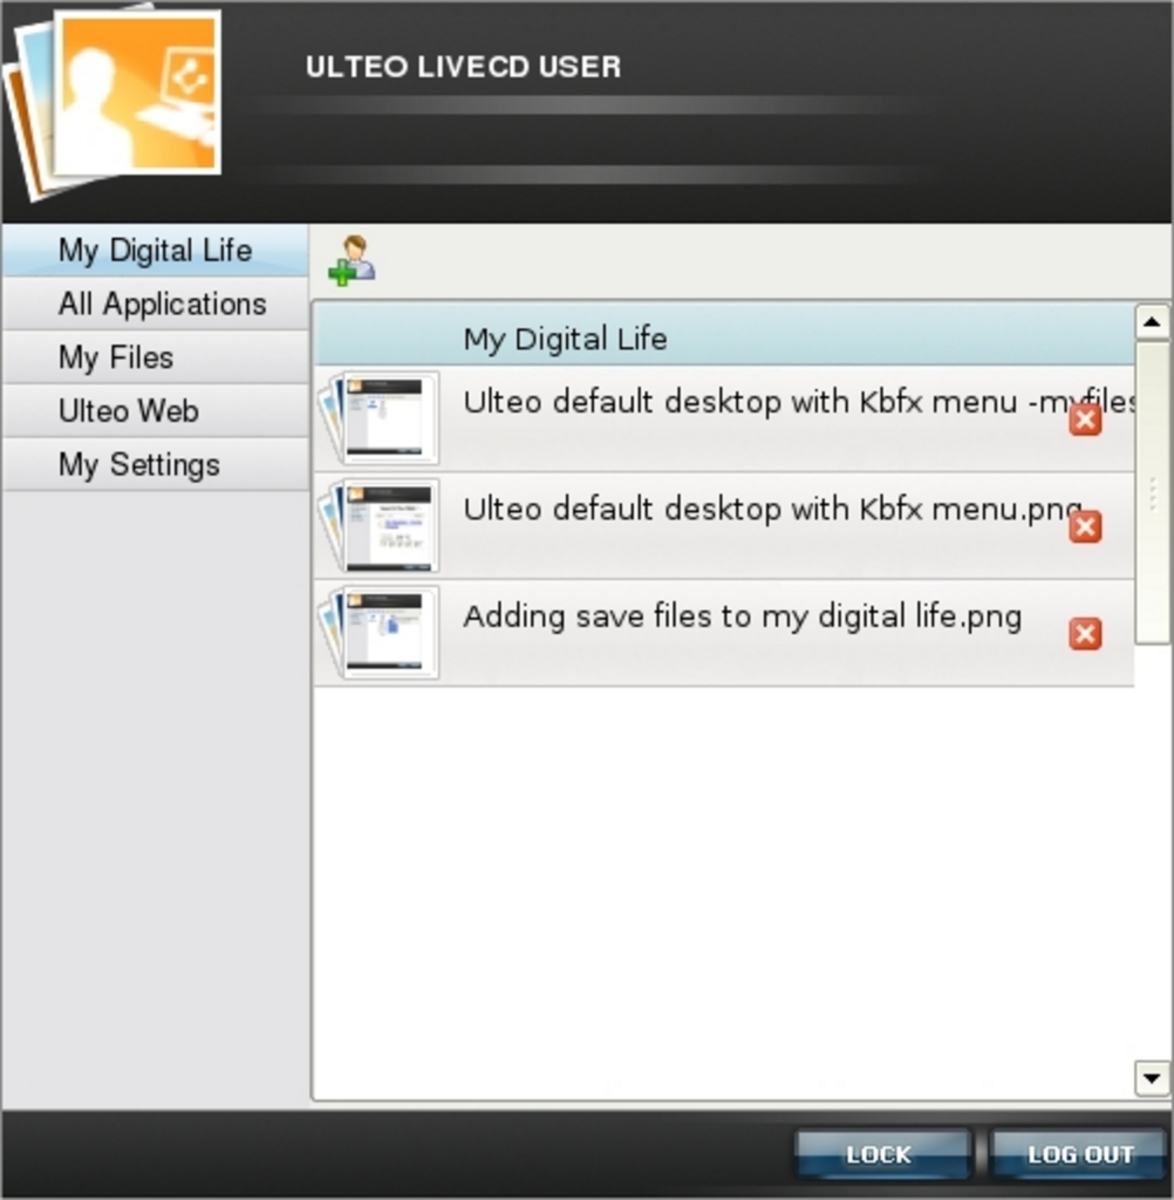 ULTEO LIVECD USER
My Digital Life
All Applications
My Files
Ulteo Web
My Settings
My Digital Life
Ulteo default desktop with Kbfx menu -myfiles
Ulteo default desktop with Kbfx menu.png
Adding save files to my digital life.png
LOCK
LOG OUT